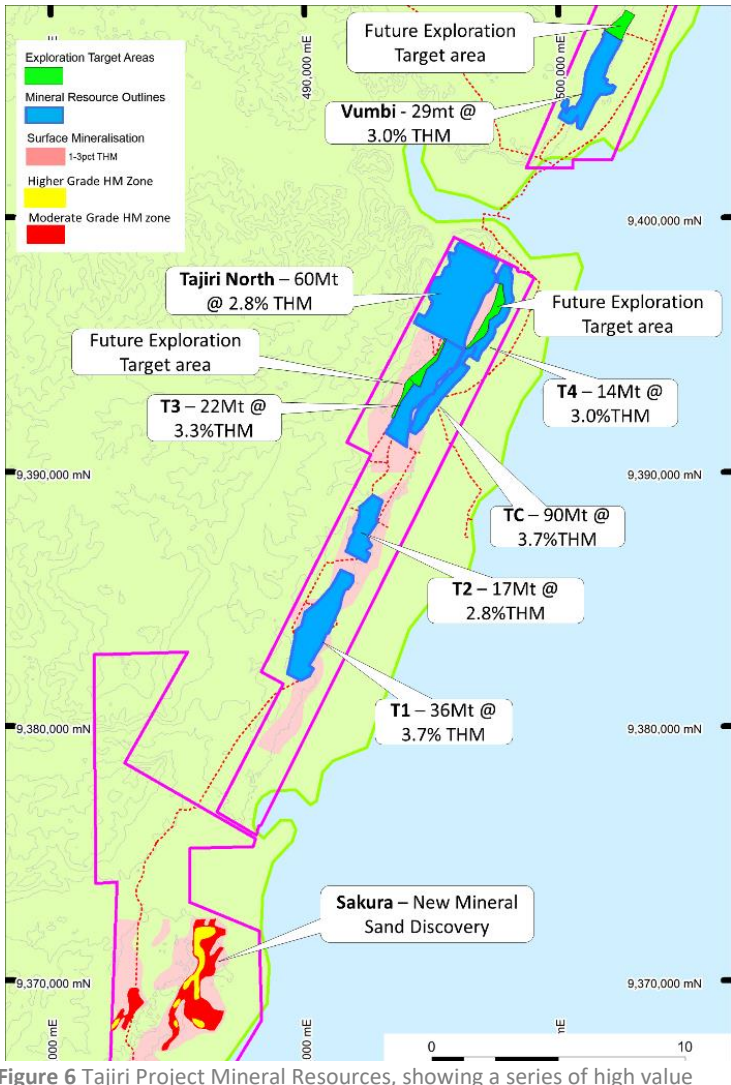 Future Exploration
Target area
Exploration Target Areas
Mineral Resource Outlines
Surface Mineralisation
1-3pct THM
Higher Grade HM Zone
Moderate Grade HM zone
490,000 mE
500,000 mE
Vumbi - 29mt @
3.0% THM
9,400,000 mN
Tajiri North – 60Mt
@ 2.8% THM
Future Exploration
Target area
Future Exploration
Target area
T3 – 22Mt @
3.3%THM
T4 – 14Mt @
3.0%THM
9,390,000 mN
9,390,000 mN
TC – 90Mt @
3.7%THM
T2 – 17Mt @
2.8%THM
T1 – 36Mt @
3.7% THM
9,380,000 mN
9,380,000 mN
Sakura – New Mineral
Sand Discovery
9,370,000 mN
9,370,000 mN
000 mE
000 mE
mE
0
10
Figure 6 Tajiri Project Mineral Resources, showing a series of high value